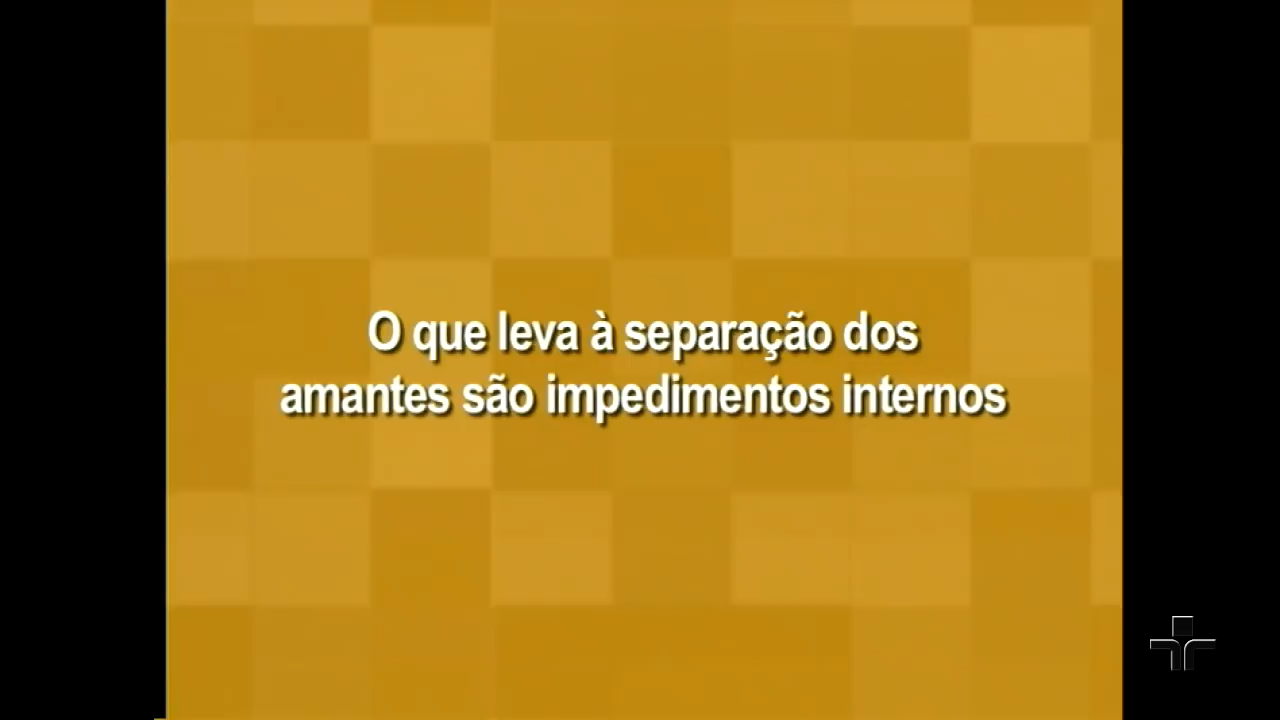 O que leva à separação dos
amantes são impedimentos internos